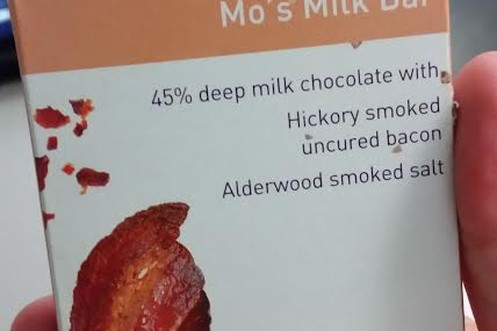 Mo's Milk Bar
45% deep milk chocolate with
Hickory smoked
uncured bacon
Alderwood smoked salt